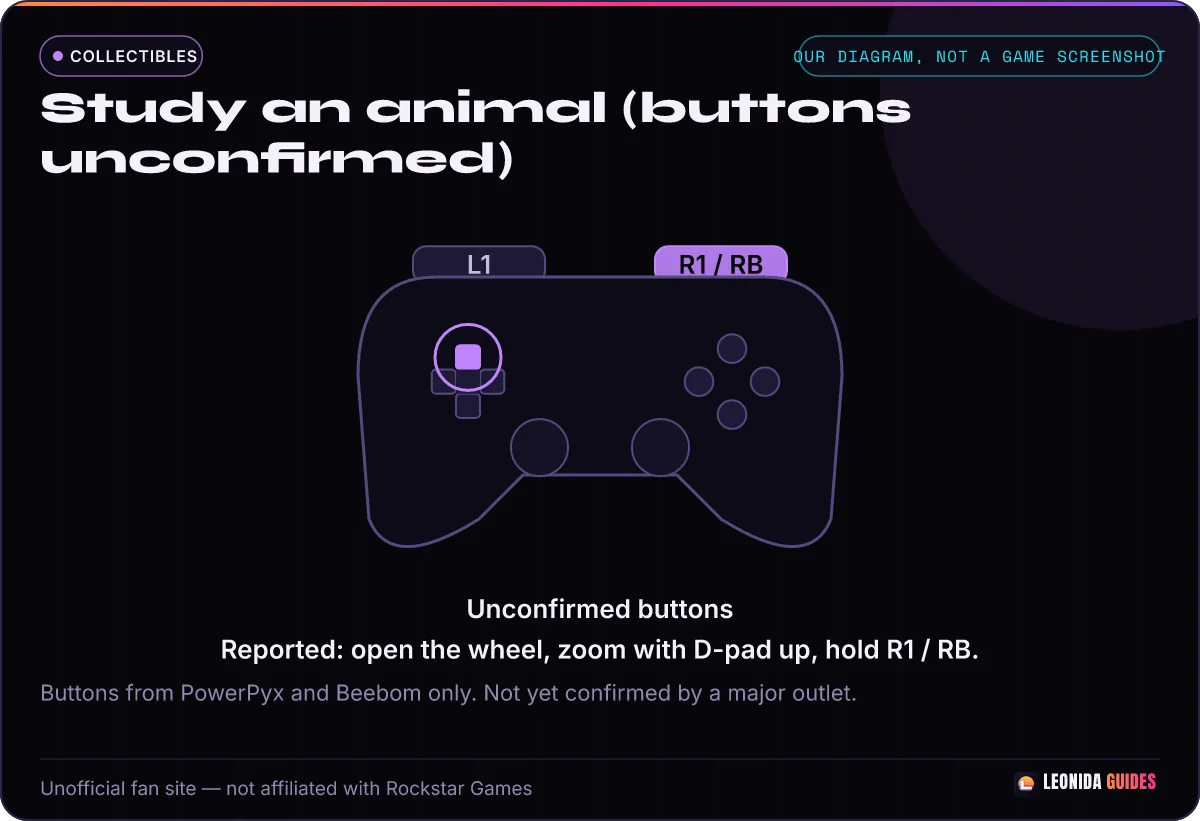 COLLECTIBLES
OUR DIAGRAM, NOT A GAME SCREENSHOT
Study an animal (buttons
unconfirmed)
L1
R1 / RB
Unconfirmed buttons
Reported: open the wheel, zoom with D-pad up, hold R1 / RB.
Buttons from PowerPyx and Beebom only. Not yet confirmed by a major outlet.
Unofficial fan site — not affiliated with Rockstar Games
LEONIDA GUIDES